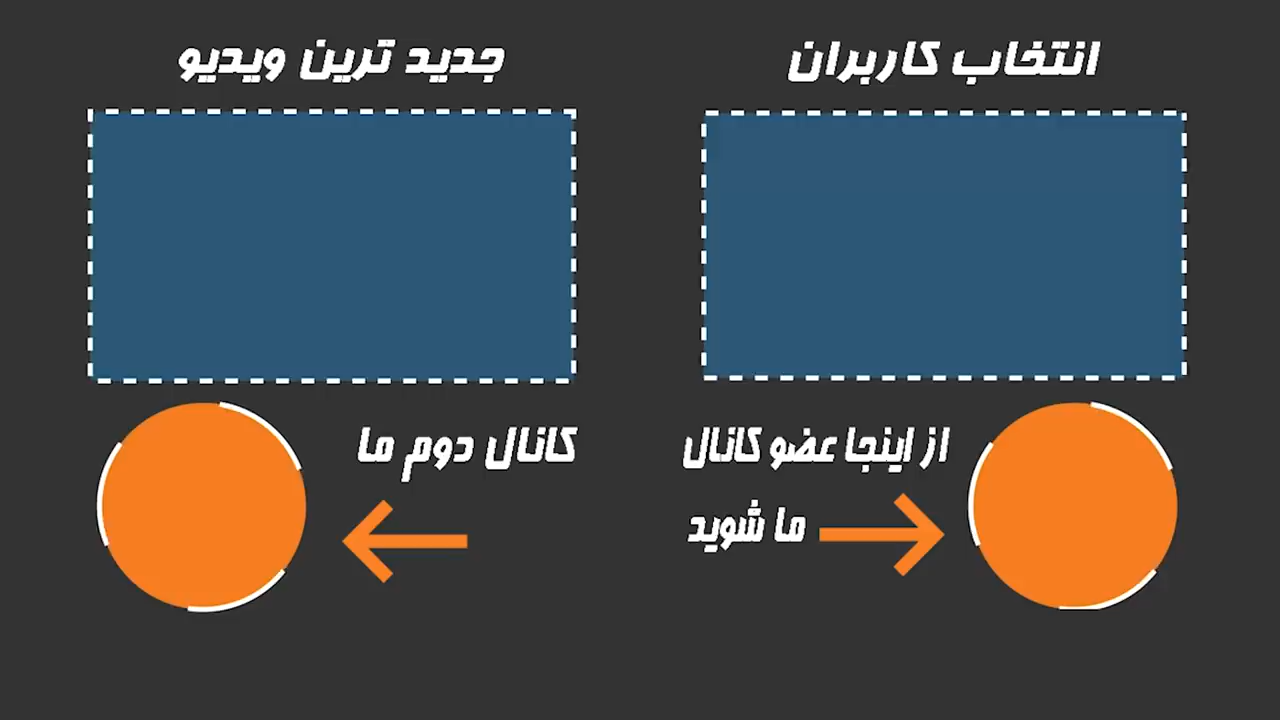 انتخاب کاربران
جدید ترین ویدیو
از اینجا عضو کانال
ما شوید
کانال دوم ما